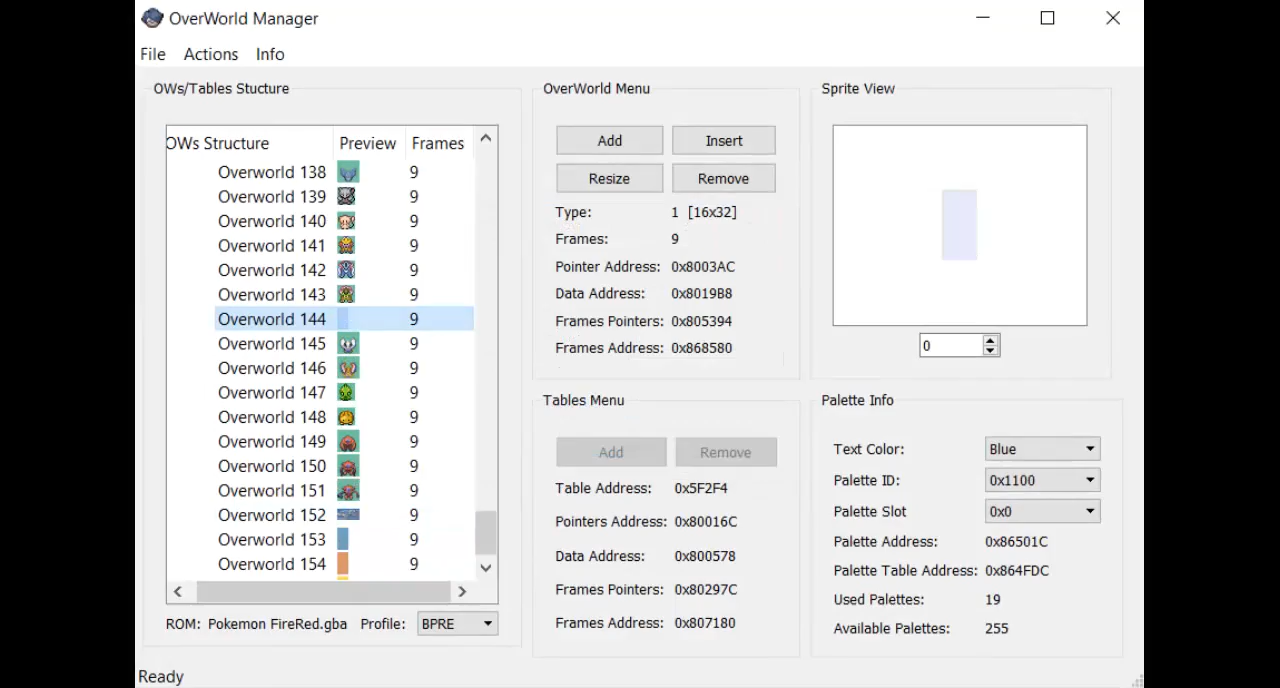 OverWorld Manager
File Actions Info
OWs/Tables Stucture
OWs Structure Preview Frames
Overworld 138 9
Overworld 139 9
Overworld 140 9
Overworld 141 9
Overworld 142 9
Overworld 143 9
Overworld 144 9
Overworld 145 9
Overworld 146 9
Overworld 147 9
Overworld 148 9
Overworld 149 9
Overworld 150 9
Overworld 151 9
Overworld 152 9
Overworld 153 9
Overworld 154 9
ROM: Pokemon FireRed.gba Profile: BPRE
OverWorld Menu
Add Insert
Resize Remove
Type: 1 [16x32]
Frames: 9
Pointer Address: 0x8003AC
Data Address: 0x8019B8
Frames Pointers: 0x805394
Frames Address: 0x868580
Sprite View
0
Tables Menu
Add Remove
Table Address: 0x5F2F4
Pointers Address: 0x80016C
Data Address: 0x800578
Frames Pointers: 0x80297C
Frames Address: 0x807180
Palette Info
Text Color: Blue
Palette ID: 0x1100
Palette Slot 0x0
Palette Address: 0x86501C
Palette Table Address: 0x864FDC
Used Palettes: 19
Available Palettes: 255
Ready